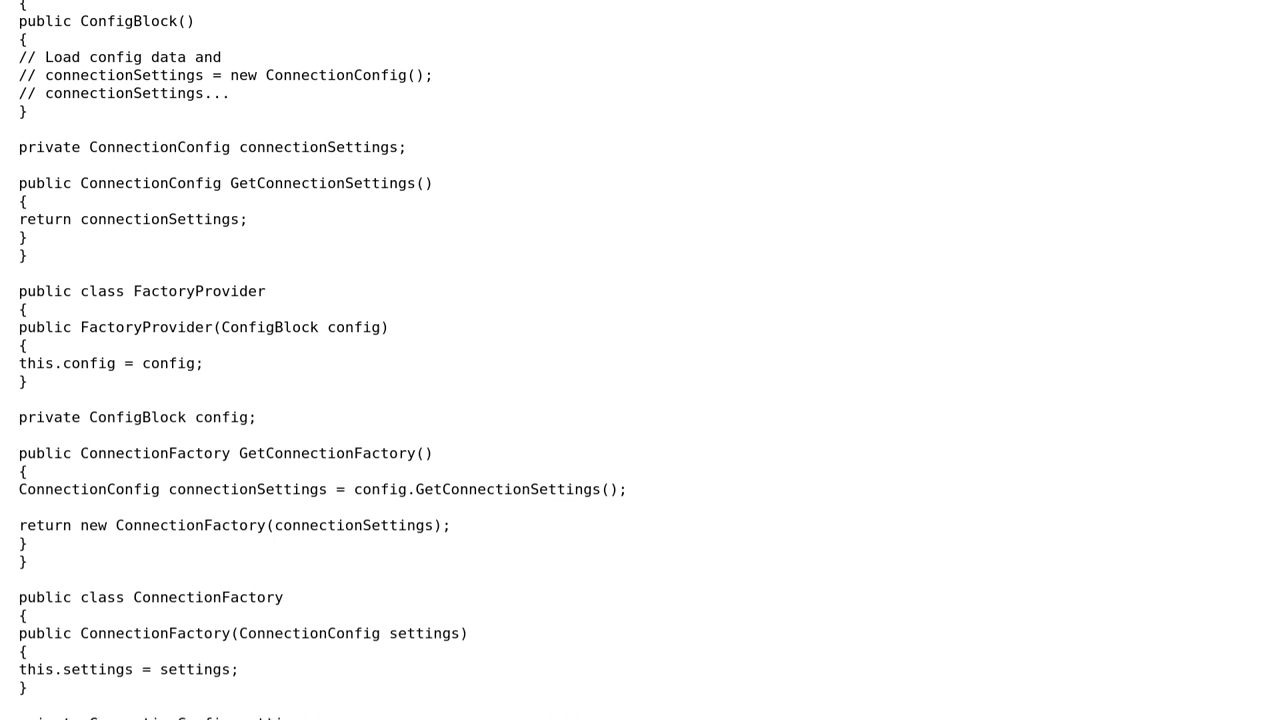 {
public ConfigBlock()
{
// Load config data and
// connectionSettings = new ConnectionConfig();
// connectionSettings...
}
private ConnectionConfig connectionSettings;
public ConnectionConfig GetConnectionSettings()
{
return connectionSettings;
}
}
public class FactoryProvider
{
public FactoryProvider(ConfigBlock config)
{
this.config = config;
}
private ConfigBlock config;
public ConnectionFactory GetConnectionFactory()
{
ConnectionConfig connectionSettings = config.GetConnectionSettings();
return new ConnectionFactory(connectionSettings);
}
}
public class ConnectionFactory
{
public ConnectionFactory(ConnectionConfig settings)
{
this.settings = settings;
}